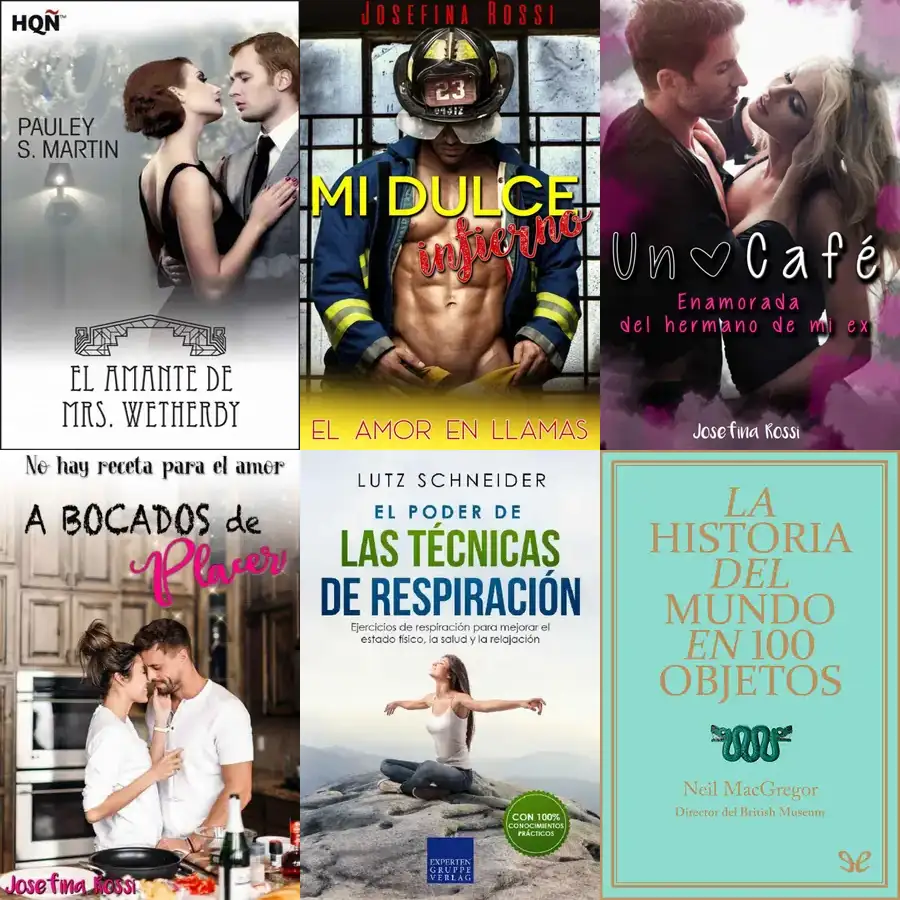 HQÑ™
PAULEY
S. MARTIN
EL AMANTE DE
MRS. WETHERBY
JOSEFINA ROSSI
23
MI DULCE
infierno
EL AMOR EN LLAMAS
Un Café
Enamorada
del hermano de mi ex
Josefina Rossi
No hay receta para el amor
A BOCADOS de
Placer
Josefina Rossi
LUTZ SCHNEIDER
EL PODER DE
LAS TÉCNICAS
DE RESPIRACIÓN
Ejercicios de respiración para mejorar el
estado físico, la salud y la relajación
CON 100%
CONOCIMIENTOS
PRÁCTICOS
EXPERTEN
GRUPPE
VERLAG
LA
HISTORIA
DEL
MUNDO
EN 100
OBJETOS
Neil MacGregor
Director del British Museum